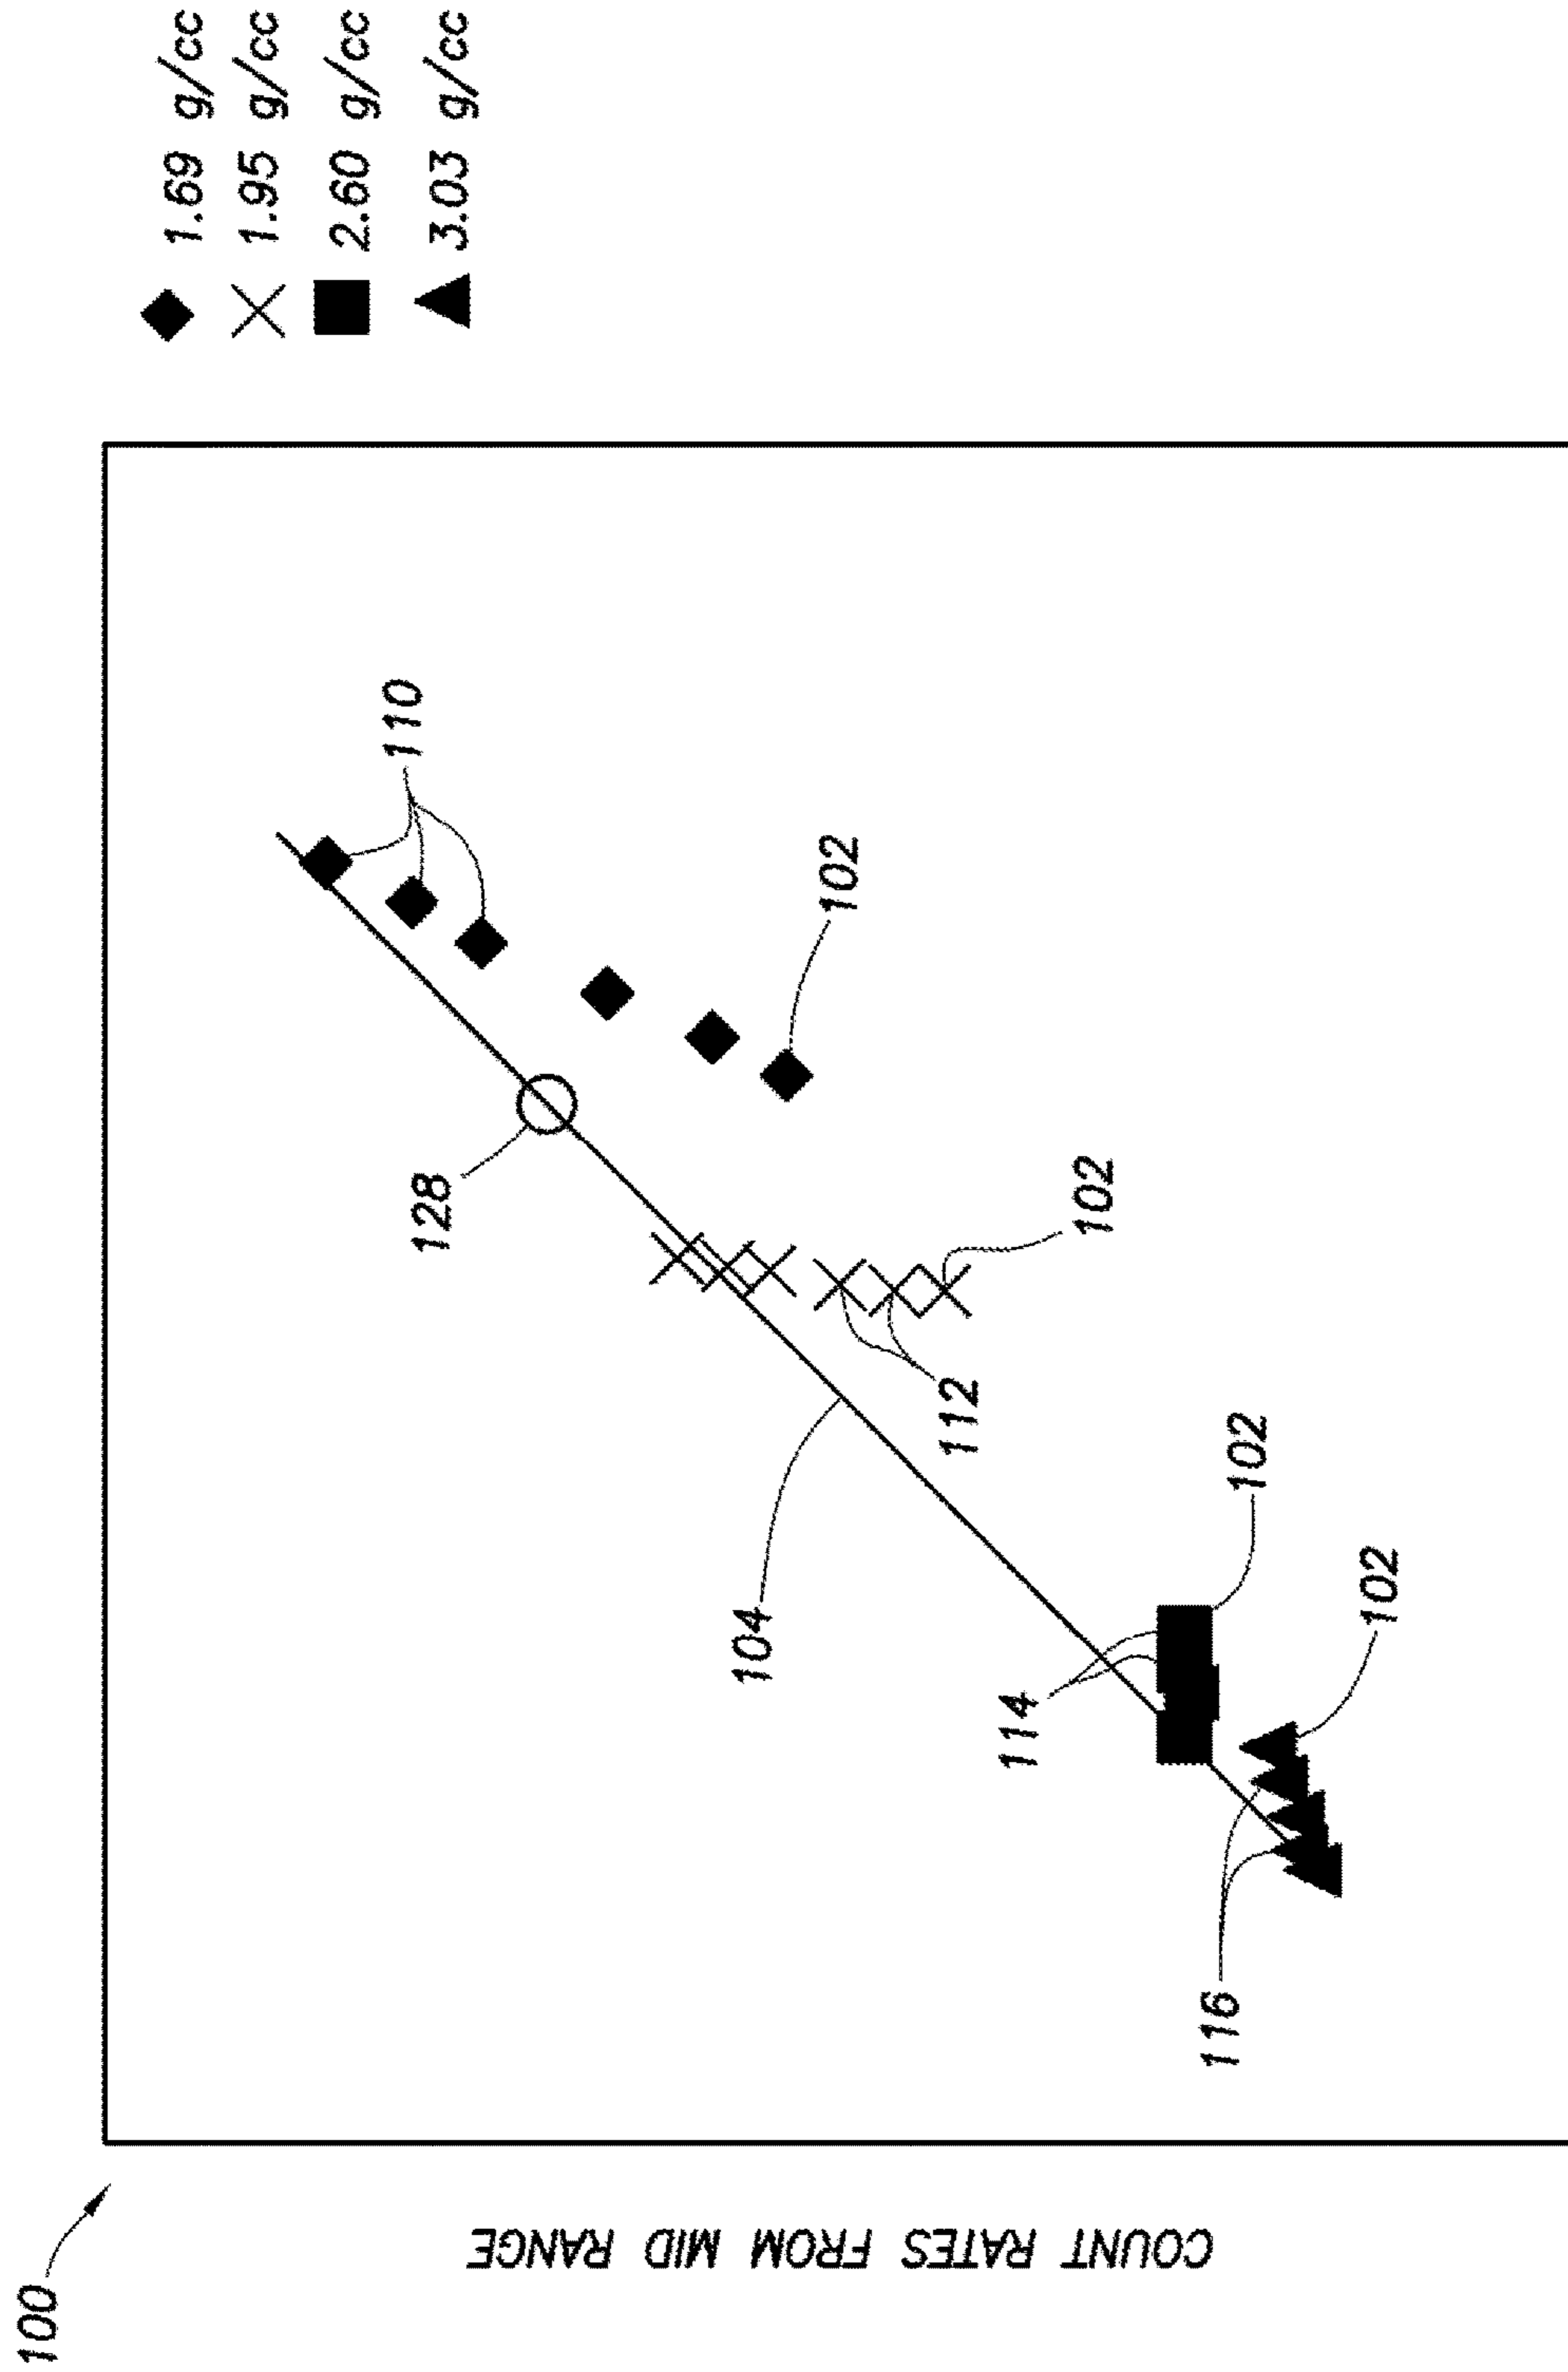 100
1.69 g/cc
1.95 g/cc
2.60 g/cc
3.03 g/cc
110
128
102
102
104
112
102
114
102
116
COUNT RATES FROM MID RANGE